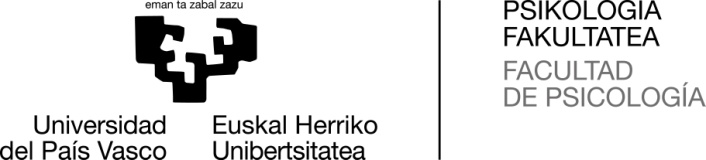 eman ta zabal zazu
Universidad
del País Vasco
Euskal Herriko
Unibertsitatea
PSIKOLOGIA
FAKULTATEA
FACULTAD
DE PSICOLOGÍA